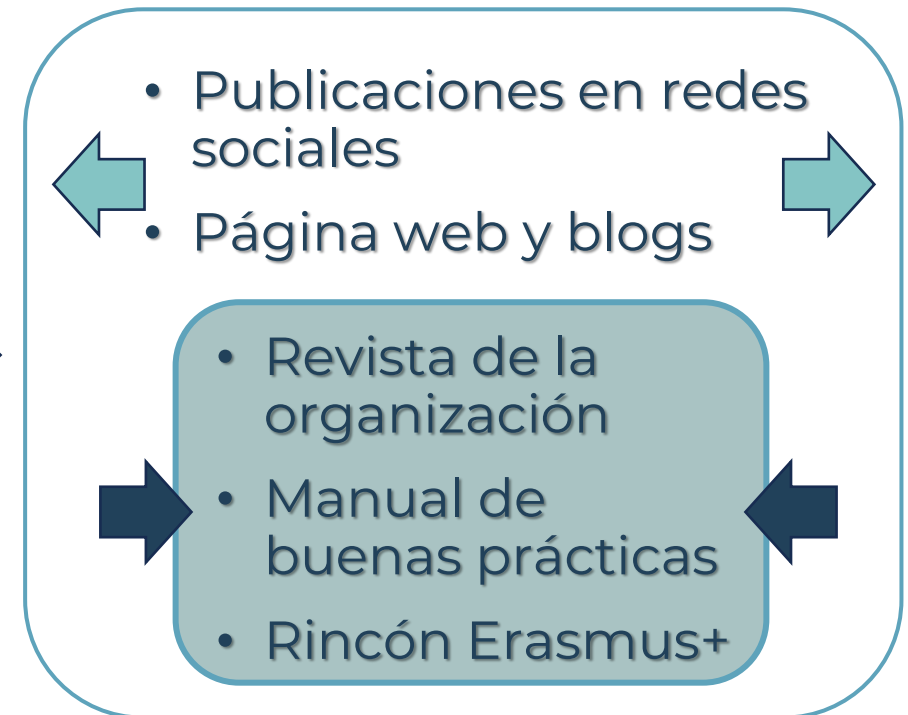 • Publicaciones en redes
sociales
• Página web y blogs
• Revista de la
organización
• Manual de
buenas prácticas
• Rincón Erasmus+